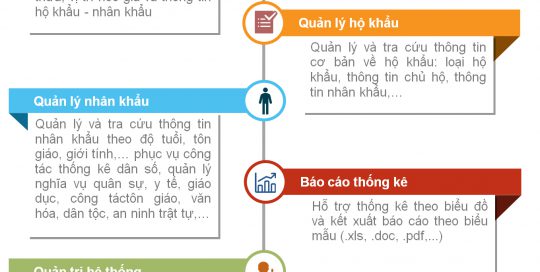 hộ khẩu - nhân khẩu
Quản lý hộ khẩu
Quản lý và tra cứu thông tin
cơ bản về hộ khẩu: loại hộ
khẩu, thông tin chủ hộ, thông
tin nhân khẩu,…
Quản lý nhân khẩu
Quản lý và tra cứu thông tin
nhân khẩu theo độ tuổi, tôn
giáo, giới tính,… phục vụ công
tác thống kê dân số, quản lý
nghĩa vụ quân sự, y tế, giáo
dục, công táctôn giáo, văn
hóa, dân tộc, an ninh trật tự,…
Báo cáo thống kê
Hỗ trợ thống kê theo biểu đồ
và kết xuất báo cáo theo biểu
mẫu (.xls, .doc, .pdf,...)
Quản trị hệ thống